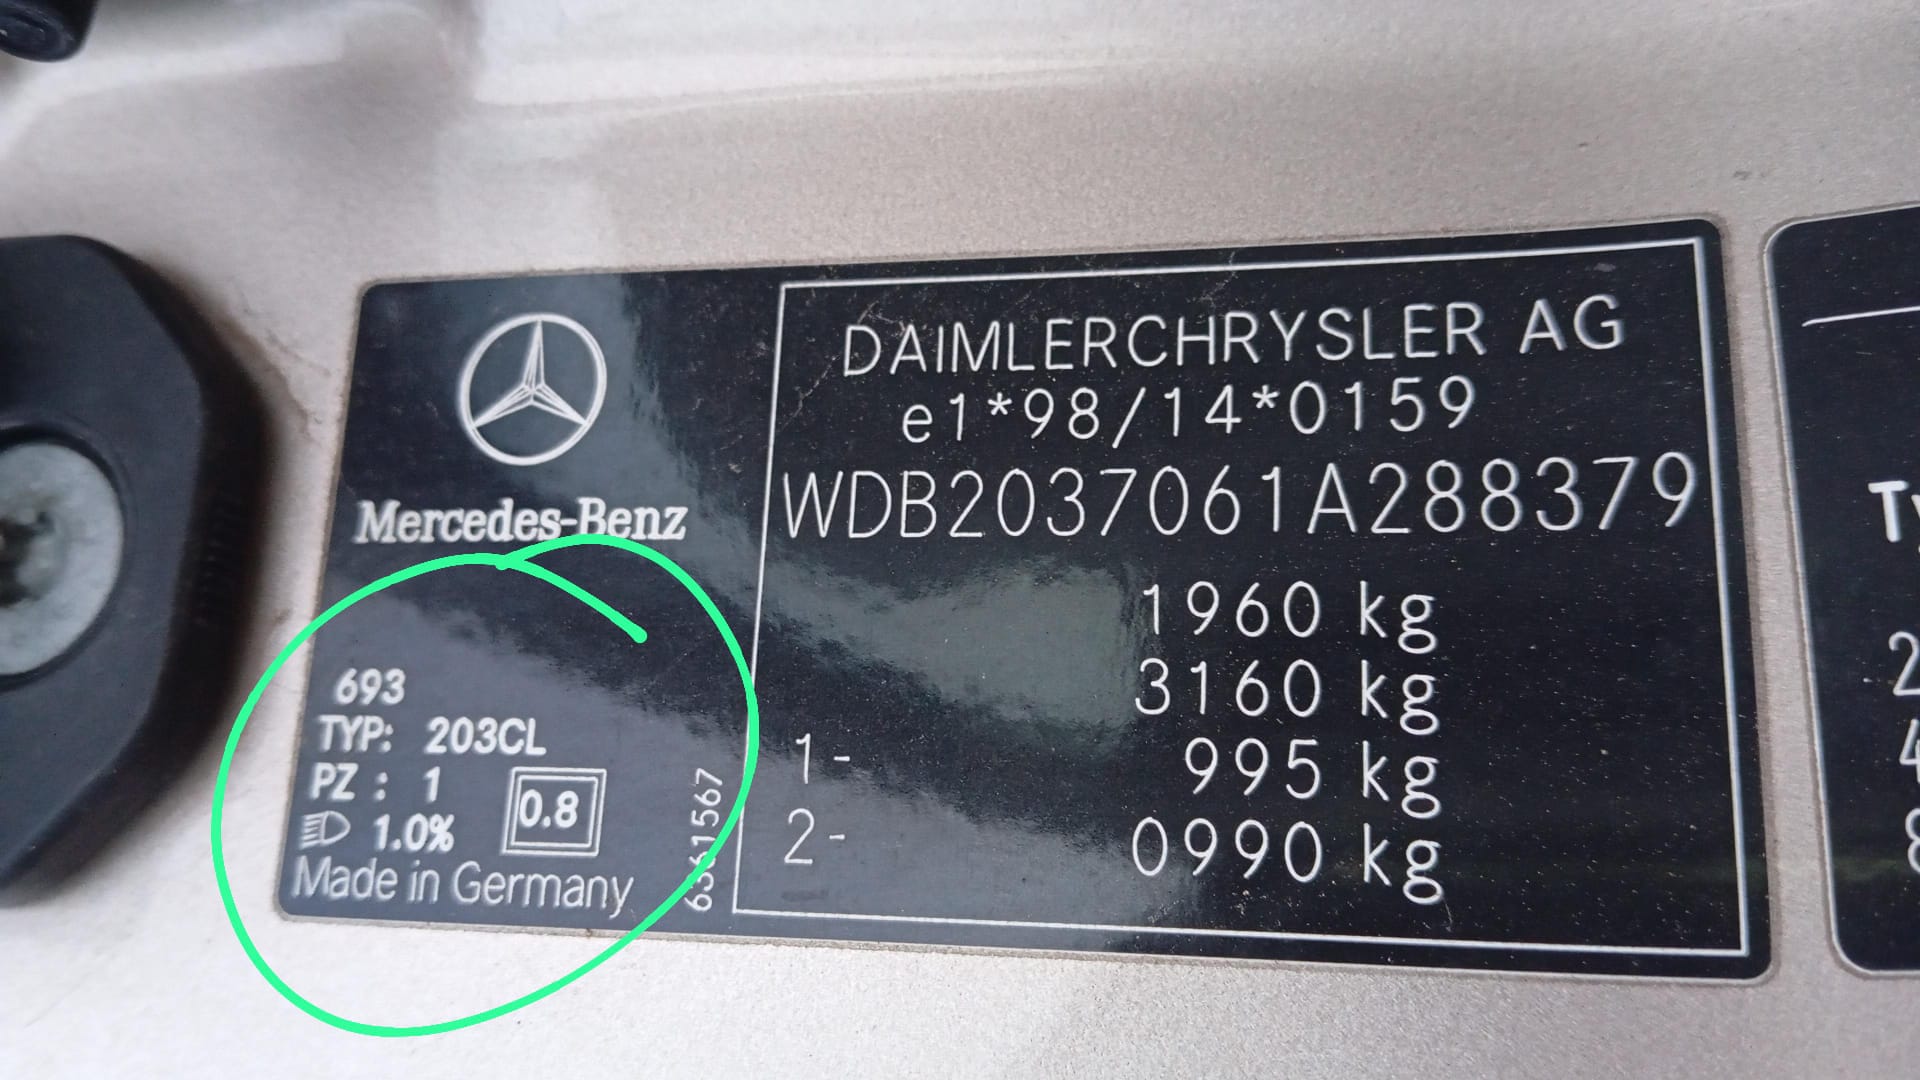 Mercedes-Benz
693
TYP: 203CL
PZ : 1
1.0%
0.8
Made in Germany
6361567
DAIMLERCHRYSLER AG
e1*98/14*0159
WDB2037061A288379
1960 kg
3160 kg
1- 995 kg
2- 0990 kg